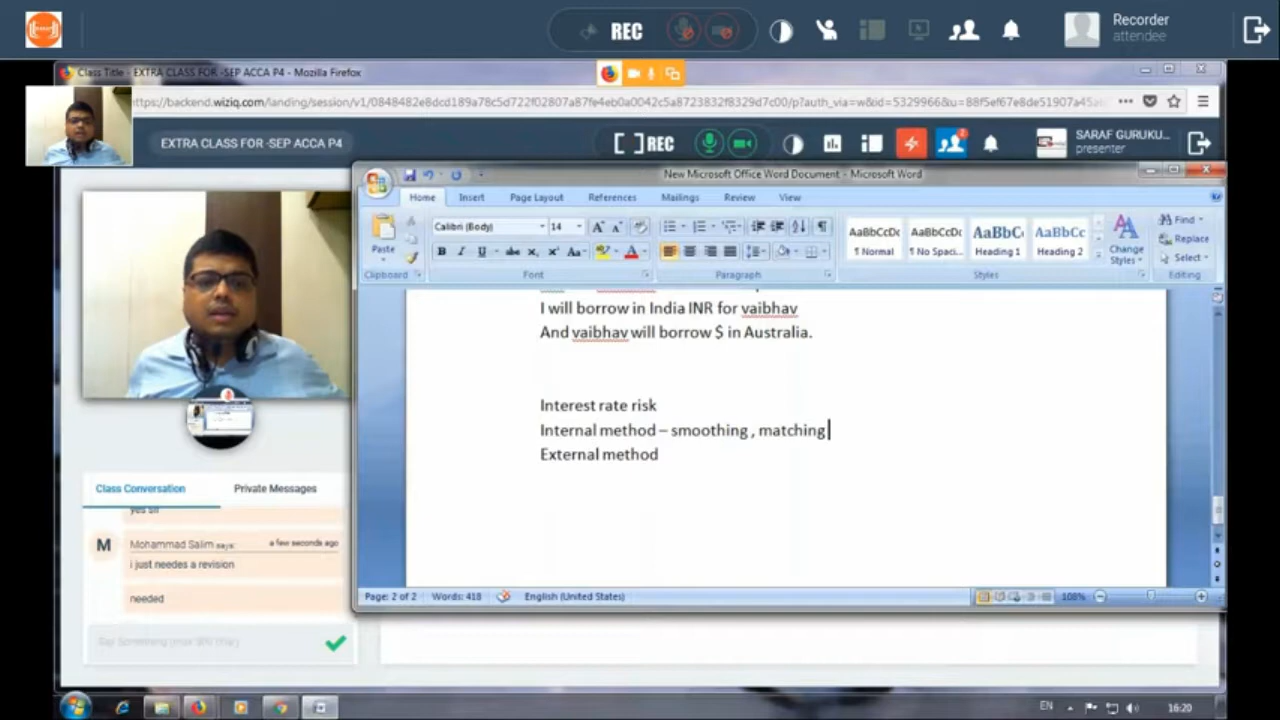 REC
Recorder
attendee
Class Title - EXTRA CLASS FOR -SEP ACCA P4 - Mozilla Firefox
EXTRA CLASS FOR -SEP ACCA P4
[ ] REC
2
SARAF GURUKU...
presenter
New Microsoft Office Word Document - Microsoft Word
Home Insert Page Layout References Mailings Review View
Paste
Calibri (Body) 14
AaBbCcDc AaBbCcDc AaBbC AaBbCc
¶ Normal ¶ No Spaci... Heading 1 Heading 2
Change Styles
Find
Replace
Select
Clipboard Font Paragraph Styles Editing
I will borrow in India INR for vaibhav
And vaibhav will borrow $ in Australia.
Interest rate risk
Internal method – smoothing , matching
External method
Page: 2 of 2 Words: 418 English (United States) 108%
Class Conversation Private Messages
yes sir
M
Mohammad Salim says: a few seconds ago
i just needes a revision
needed
EN 16:20